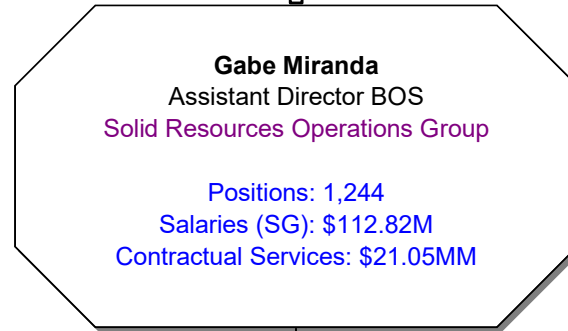 Gabe Miranda
Assistant Director BOS
Solid Resources Operations Group
Positions: 1,244
Salaries (SG): $112.82M
Contractual Services: $21.05MM